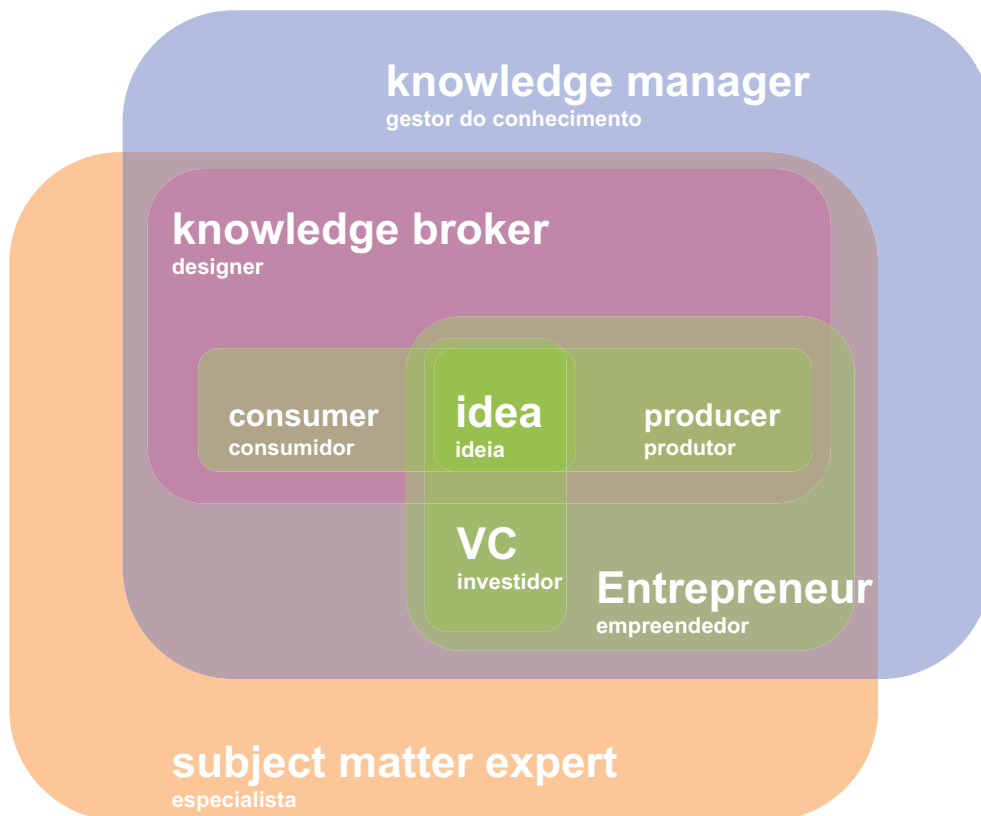 knowledge manager
gestor do conhecimento
knowledge broker
designer
consumer
consumidor
idea
ideia
producer
produtor
VC
investidor
Entrepreneur
empreendedor
subject matter expert
especialista